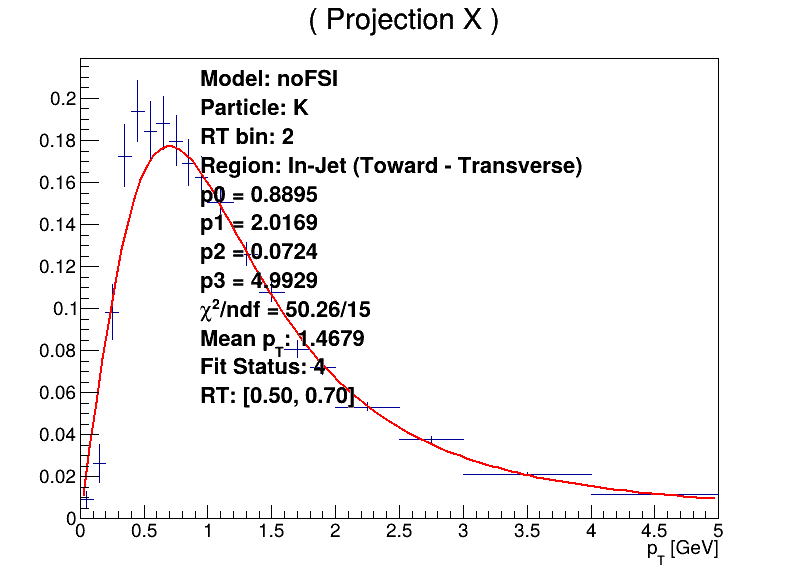 ( Projection X )
Model: noFSI
Particle: K
RT bin: 2
Region: In-Jet (Toward - Transverse)
p0 = 0.8895
p1 = 2.0169
p2 = 0.0724
p3 = 4.9929
χ²/ndf = 50.26/15
Mean p_T: 1.4679
Fit Status: 4
RT: [0.50, 0.70]
0.2
0.18
0.16
0.14
0.12
0.1
0.08
0.06
0.04
0.02
0
0 0.5 1 1.5 2 2.5 3 3.5 4 4.5 5
p_T [GeV]